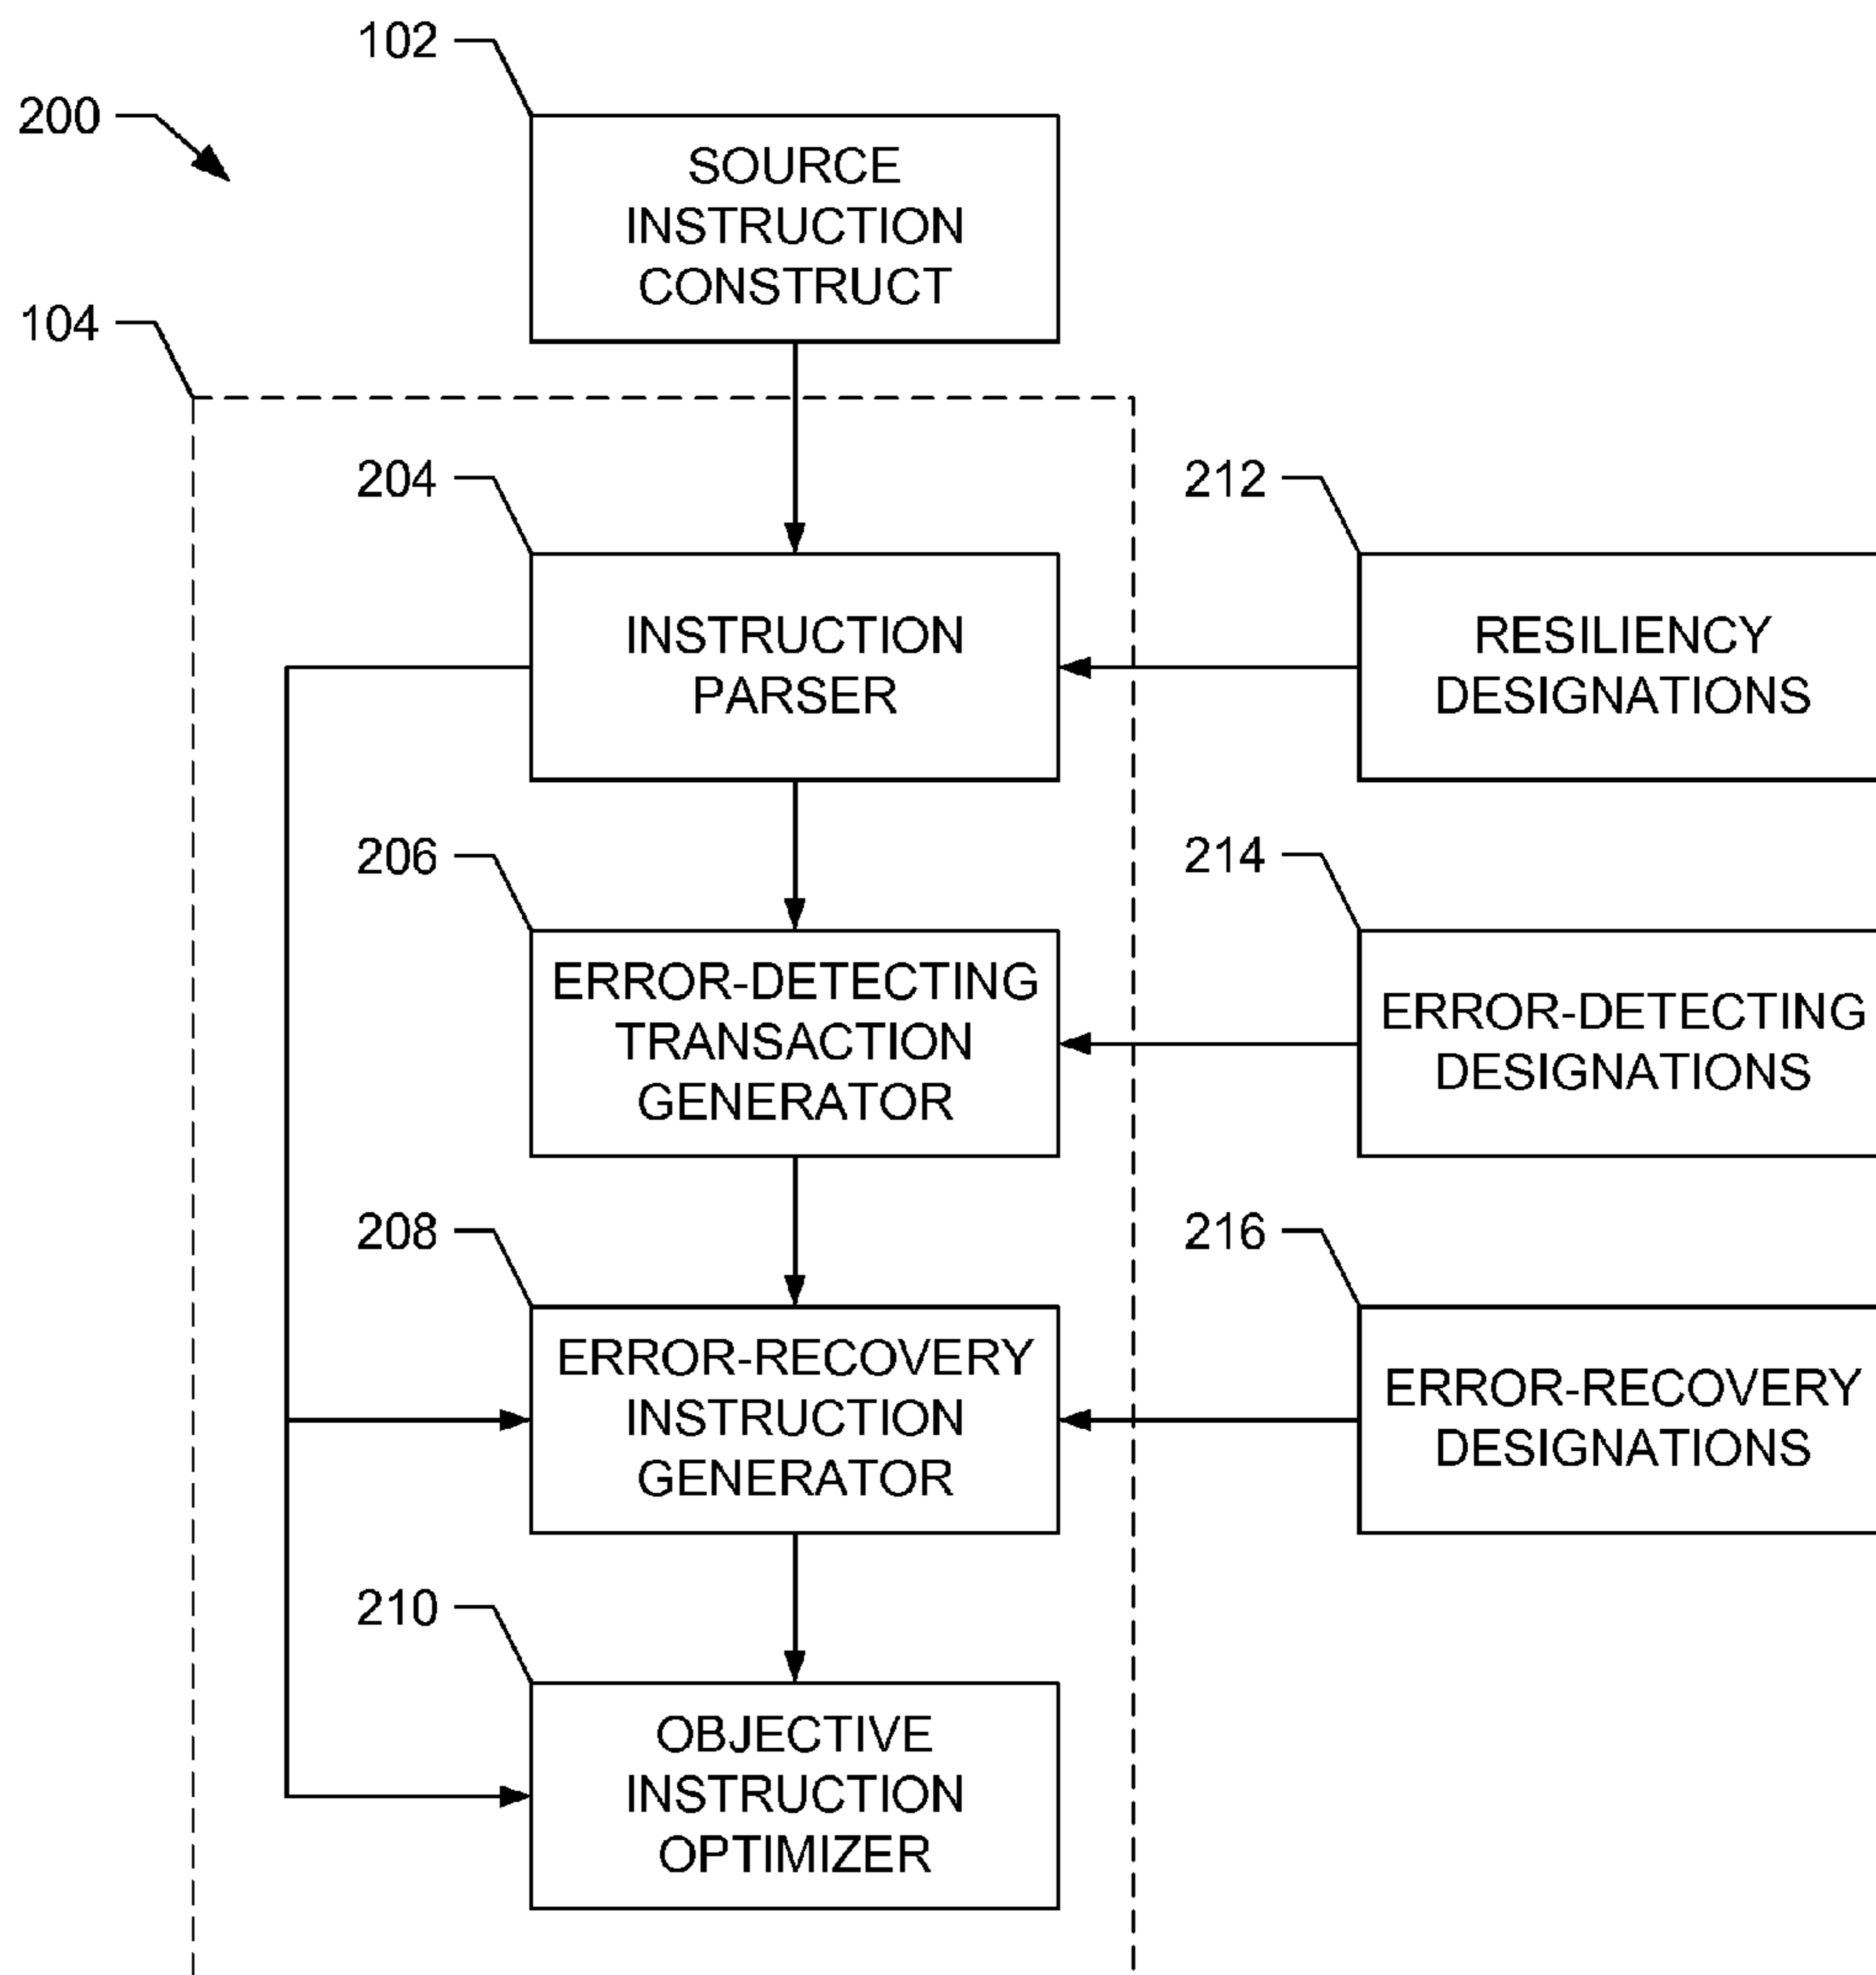 102
200
SOURCE
INSTRUCTION
CONSTRUCT
104
204
INSTRUCTION
PARSER
212
RESILIENCY
DESIGNATIONS
206
ERROR-DETECTING
TRANSACTION
GENERATOR
214
ERROR-DETECTING
DESIGNATIONS
208
ERROR-RECOVERY
INSTRUCTION
GENERATOR
216
ERROR-RECOVERY
DESIGNATIONS
210
OBJECTIVE
INSTRUCTION
OPTIMIZER